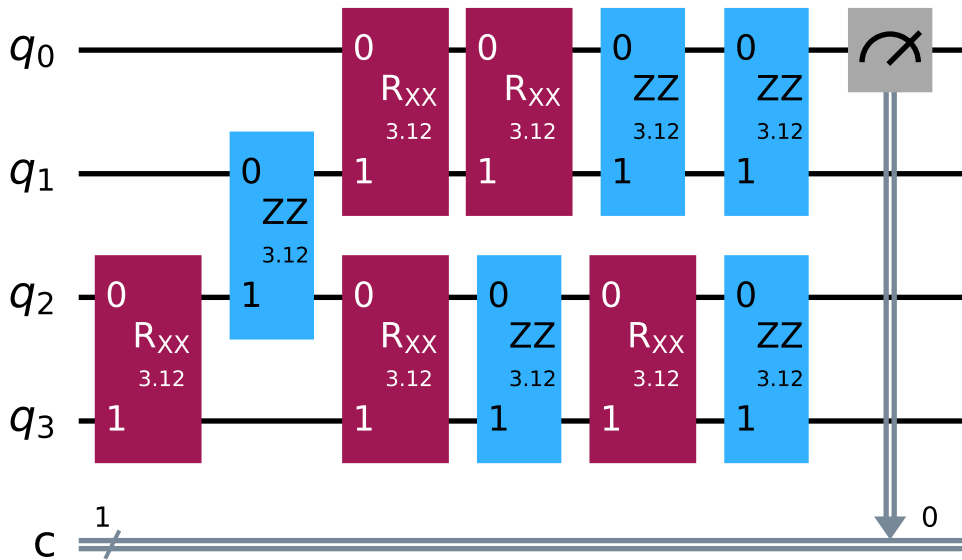 q0 0 0 0 0
RXX RXX ZZ ZZ
3.12 3.12 3.12 3.12
q1 0 1 1 1 1
ZZ
3.12
q2 0 1 0 0 0 0
RXX RXX ZZ RXX ZZ
3.12 3.12 3.12 3.12 3.12
q3 1 1 1 1 1
1 0
c